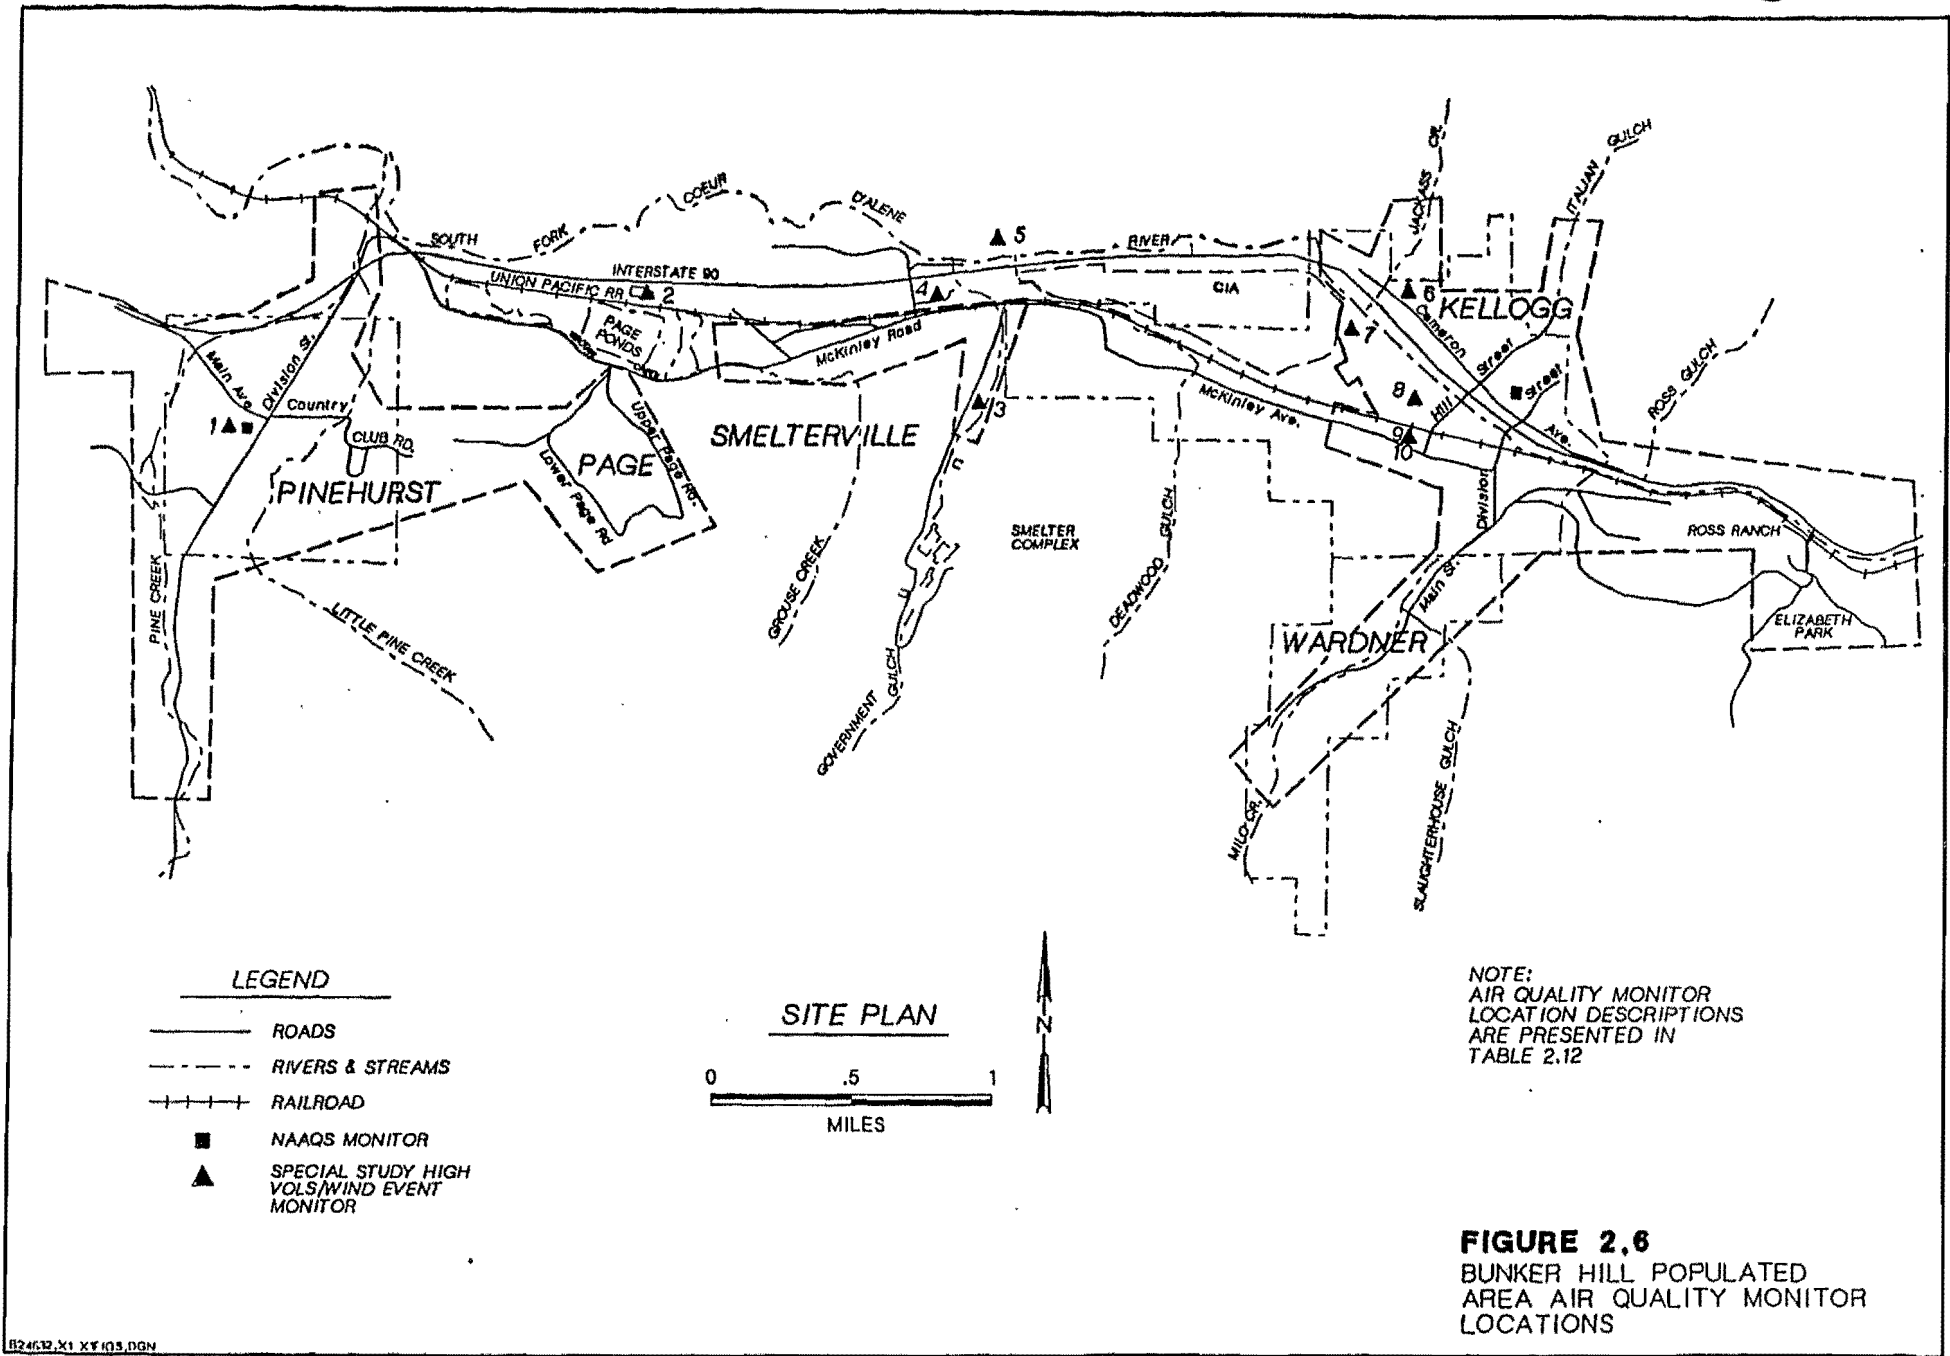 SOUTH
FORK
COEUR
D'ALENE
RIVER
INTERSTATE 90
UNION PACIFIC RR
JACKASS CR.
ITALIAN GULCH
ROSS GULCH
5
2
4
6
7
CIA
KELLOGG
Cameron
Ave.
Hill Street
Street
Division
8
9
10
PAGE
PONDS
McKinley Road
McKinley Ave.
Main Ave.
Division St.
Country
CLUB RD.
1
3
PINEHURST
PAGE
Upper Page Rd.
Lower Page Rd
SMELTERVILLE
SMELTER
COMPLEX
ROSS RANCH
ELIZABETH
PARK
WARDNER
Main St.
PINE CREEK
LITTLE PINE CREEK
GROUSE CREEK
GOVERNMENT GULCH
DEADWOOD GULCH
MILO CR.
SLAUGHTERHOUSE GULCH
LEGEND
ROADS
RIVERS & STREAMS
RAILROAD
NAAQS MONITOR
SPECIAL STUDY HIGH
VOLS/WIND EVENT
MONITOR
SITE PLAN
0 .5 1
MILES
N
NOTE:
AIR QUALITY MONITOR
LOCATION DESCRIPTIONS
ARE PRESENTED IN
TABLE 2.12
FIGURE 2.6
BUNKER HILL POPULATED
AREA AIR QUALITY MONITOR
LOCATIONS